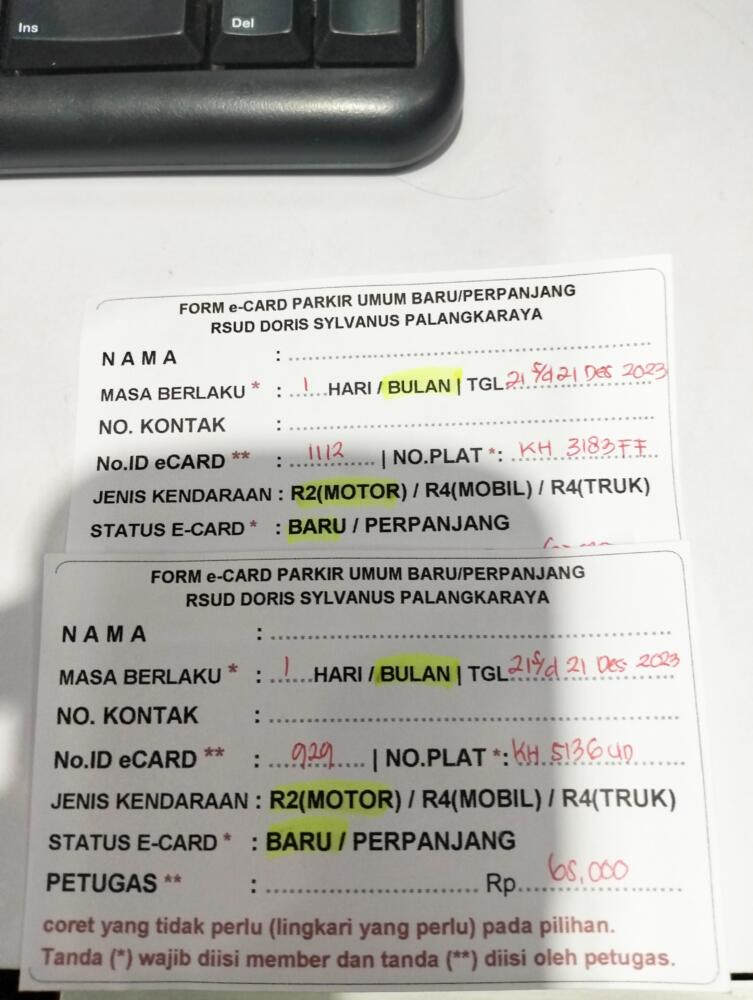 Ins
Del
FORM e-CARD PARKIR UMUM BARU/PERPANJANG
RSUD DORIS SYLVANUS PALANGKARAYA
NAMA : ........................................
MASA BERLAKU * : 1 HARI / BULAN | TGL 21 s/d 21 Des 2023
NO. KONTAK : ........................................
No.ID eCARD ** : 1112 | NO.PLAT *: KH 3183 FF
JENIS KENDARAAN : R2(MOTOR) / R4(MOBIL) / R4(TRUK)
STATUS E-CARD * : BARU / PERPANJANG
FORM e-CARD PARKIR UMUM BARU/PERPANJANG
RSUD DORIS SYLVANUS PALANGKARAYA
NAMA : ........................................
MASA BERLAKU * : 1 HARI / BULAN | TGL 21 s/d 21 Des 2023
NO. KONTAK : ........................................
No.ID eCARD ** : 929 | NO.PLAT *: KH 5136 UD
JENIS KENDARAAN : R2(MOTOR) / R4(MOBIL) / R4(TRUK)
STATUS E-CARD * : BARU / PERPANJANG
PETUGAS ** : ........................ Rp 65,000
coret yang tidak perlu (lingkari yang perlu) pada pilihan.
Tanda (*) wajib diisi member dan tanda (**) diisi oleh petugas.